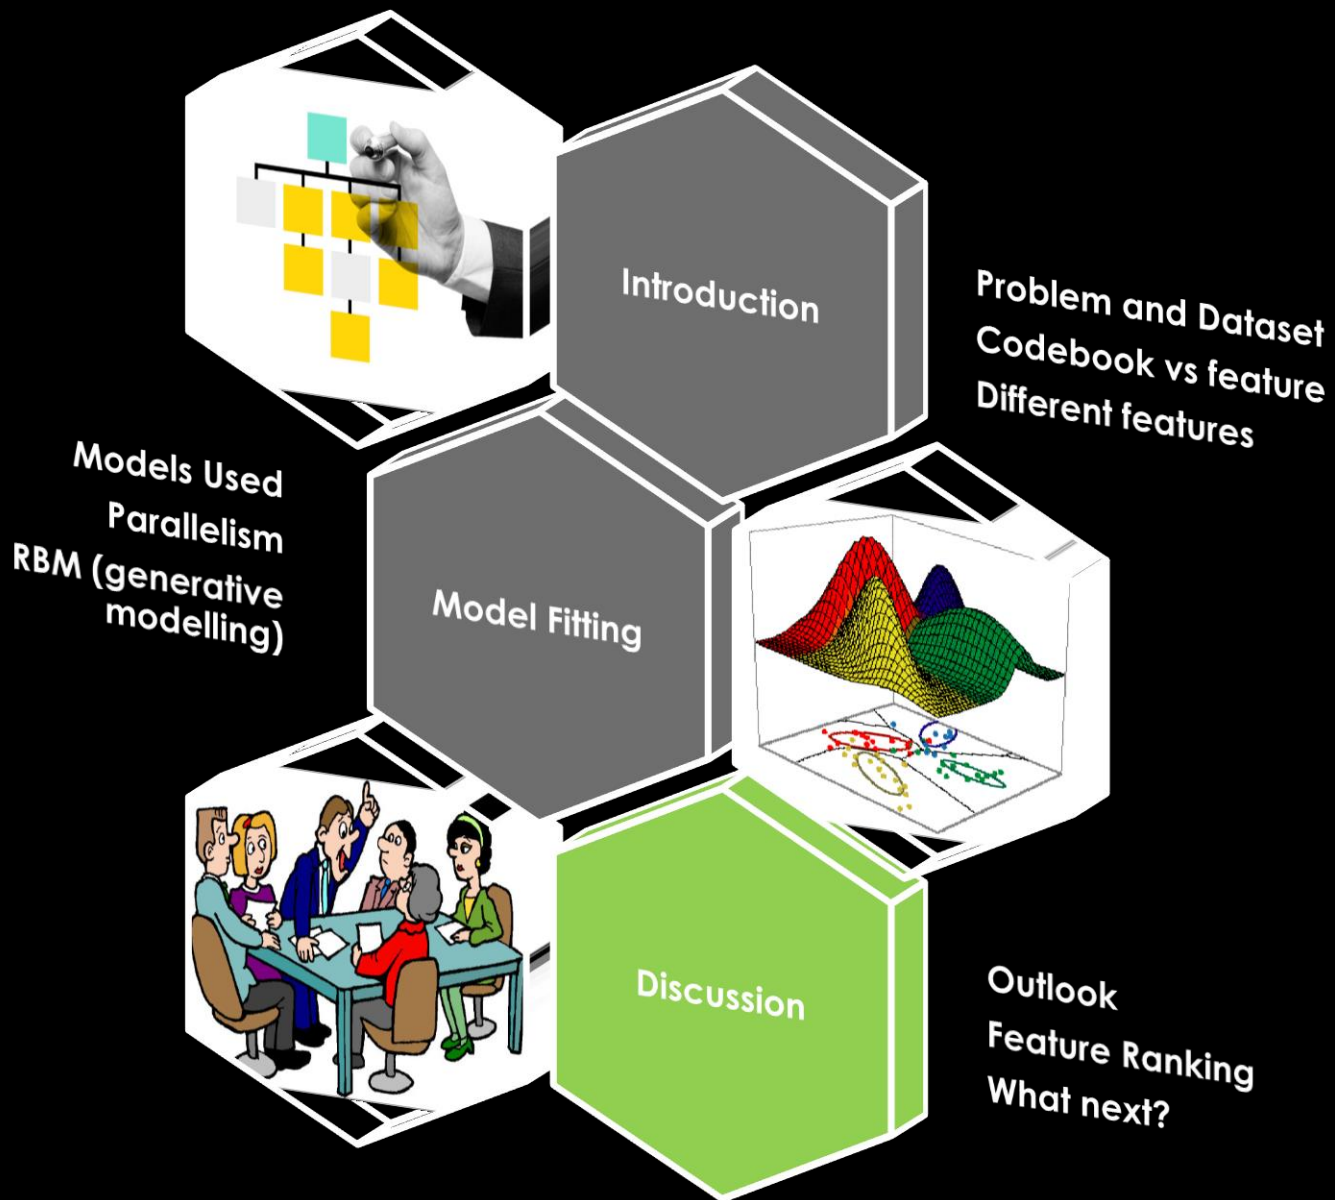 Introduction
Problem and Dataset
Codebook vs feature
Different features
Models Used
Parallelism
RBM (generative
modelling)
Model Fitting
Discussion
Outlook
Feature Ranking
What next?